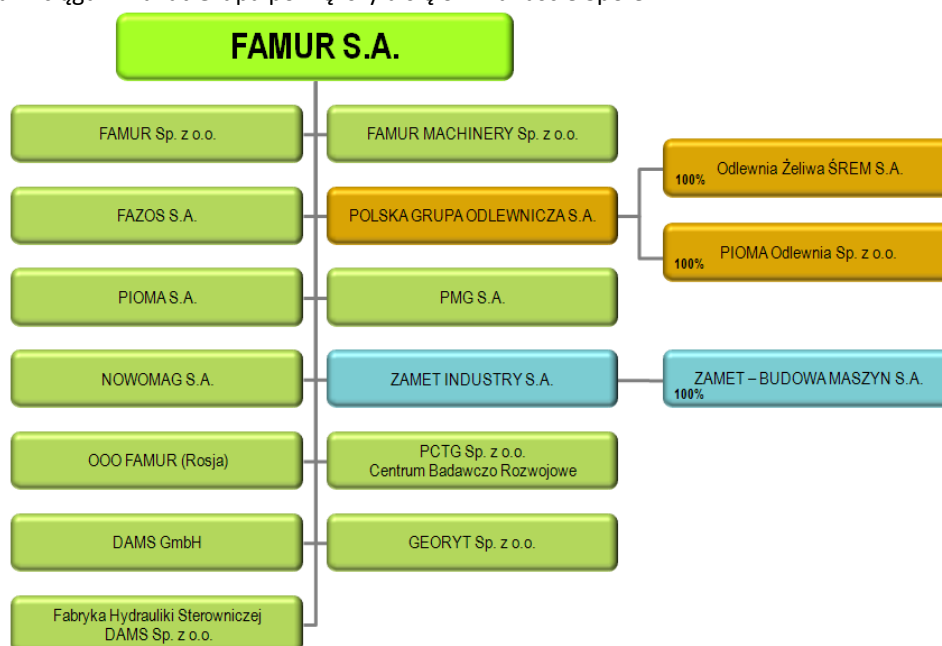 FAMUR S.A.
FAMUR Sp. z o.o.
FAMUR MACHINERY Sp. z o.o.
Odlewnia Żeliwa ŚREM S.A.
100%
FAZOS S.A.
POLSKA GRUPA ODLEWNICZA S.A.
PIOMA Odlewnia Sp. z o.o.
100%
PIOMA S.A.
PMG S.A.
NOWOMAG S.A.
ZAMET INDUSTRY S.A.
ZAMET – BUDOWA MASZYN S.A.
100%
OOO FAMUR (Rosja)
PCTG Sp. z o.o.
Centrum Badawczo Rozwojowe
DAMS GmbH
GEORYT Sp. z o.o.
Fabryka Hydrauliki Sterowniczej
DAMS Sp. z o.o.